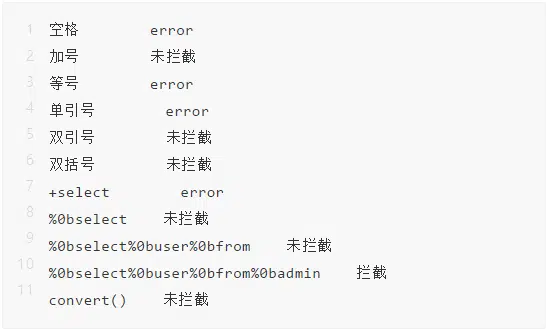 1 空格 error
2 加号 未拦截
3 等号 error
4 单引号 error
5 双引号 未拦截
6 双括号 未拦截
7 +select error
8 %0bselect 未拦截
9 %0bselect%0buser%0bfrom 未拦截
10 %0bselect%0buser%0bfrom%0badmin 拦截
11 convert() 未拦截